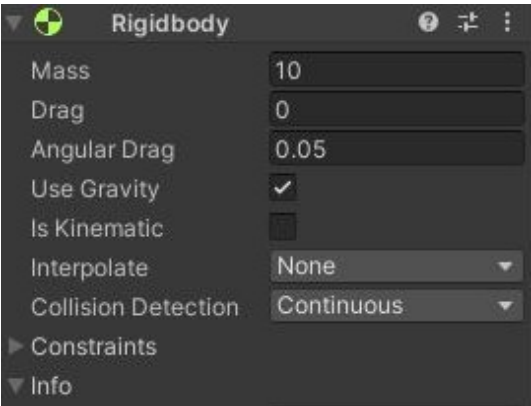 Rigidbody
Mass 10
Drag 0
Angular Drag 0.05
Use Gravity
Is Kinematic
Interpolate None
Collision Detection Continuous
Constraints
Info